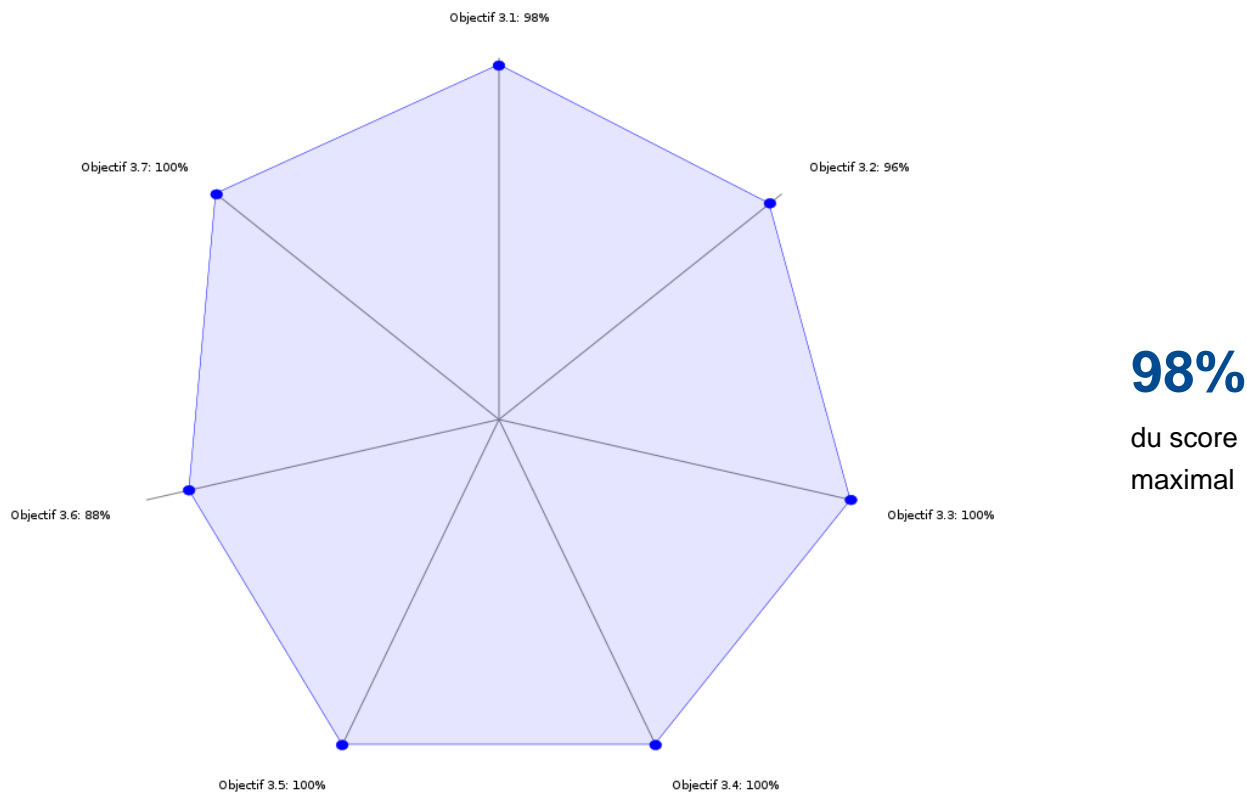 Objectif 3.1: 98%
Objectif 3.7: 100%
Objectif 3.2: 96%
98%
du score
maximal
Objectif 3.6: 88%
Objectif 3.3: 100%
Objectif 3.5: 100%
Objectif 3.4: 100%